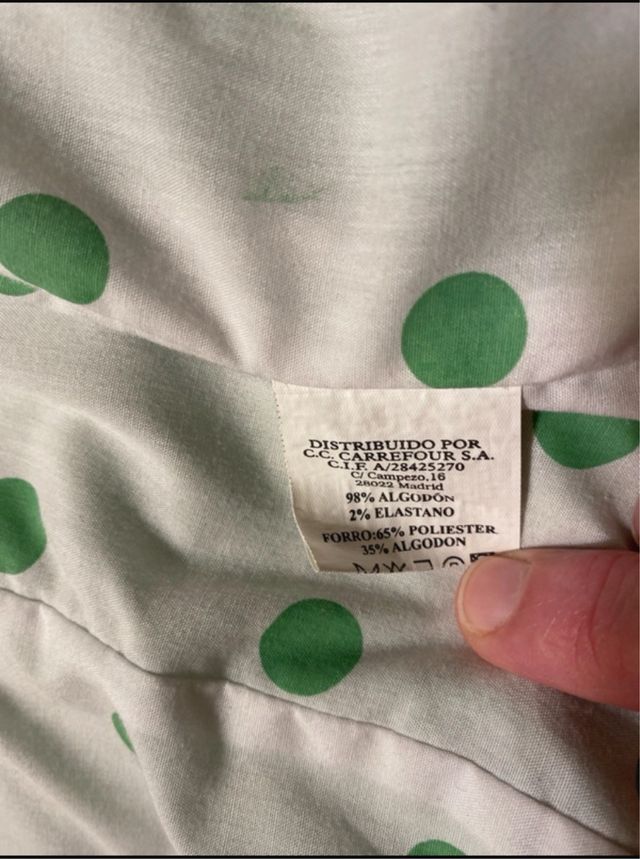 DISTRIBUIDO POR
C.C. CARREFOUR S.A.
C.I.F. A/28425270
C/ Campezo,16
28022 Madrid
98% ALGODÓN
2% ELASTANO
FORRO:65% POLIESTER
35% ALGODON